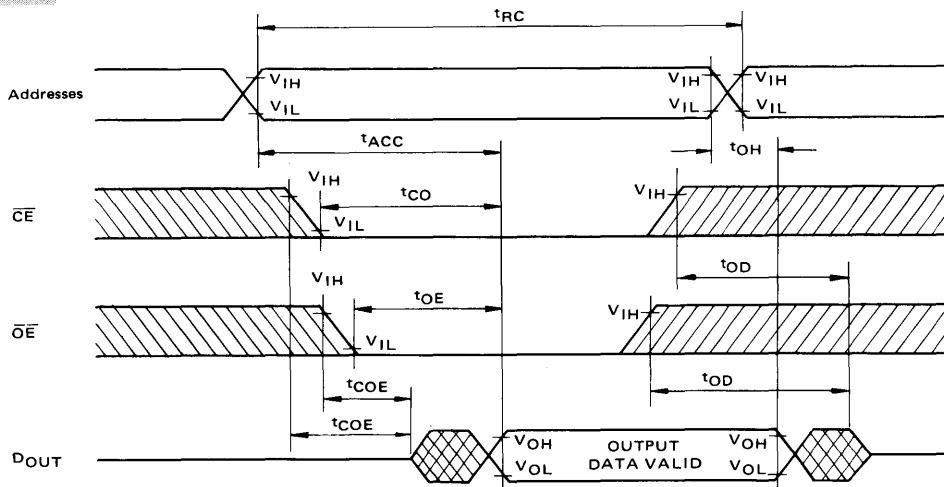 tRC
Addresses
VIH
VIL
VIH
VIL
VIH
VIL
tACC
tOH
CE
VIH
VIL
tCO
VIH
tOD
OE
VIH
VIL
tOE
VIH
tOD
tCOE
tCOE
DOUT
VOH
VOL
OUTPUT
DATA VALID
VOH
VOL